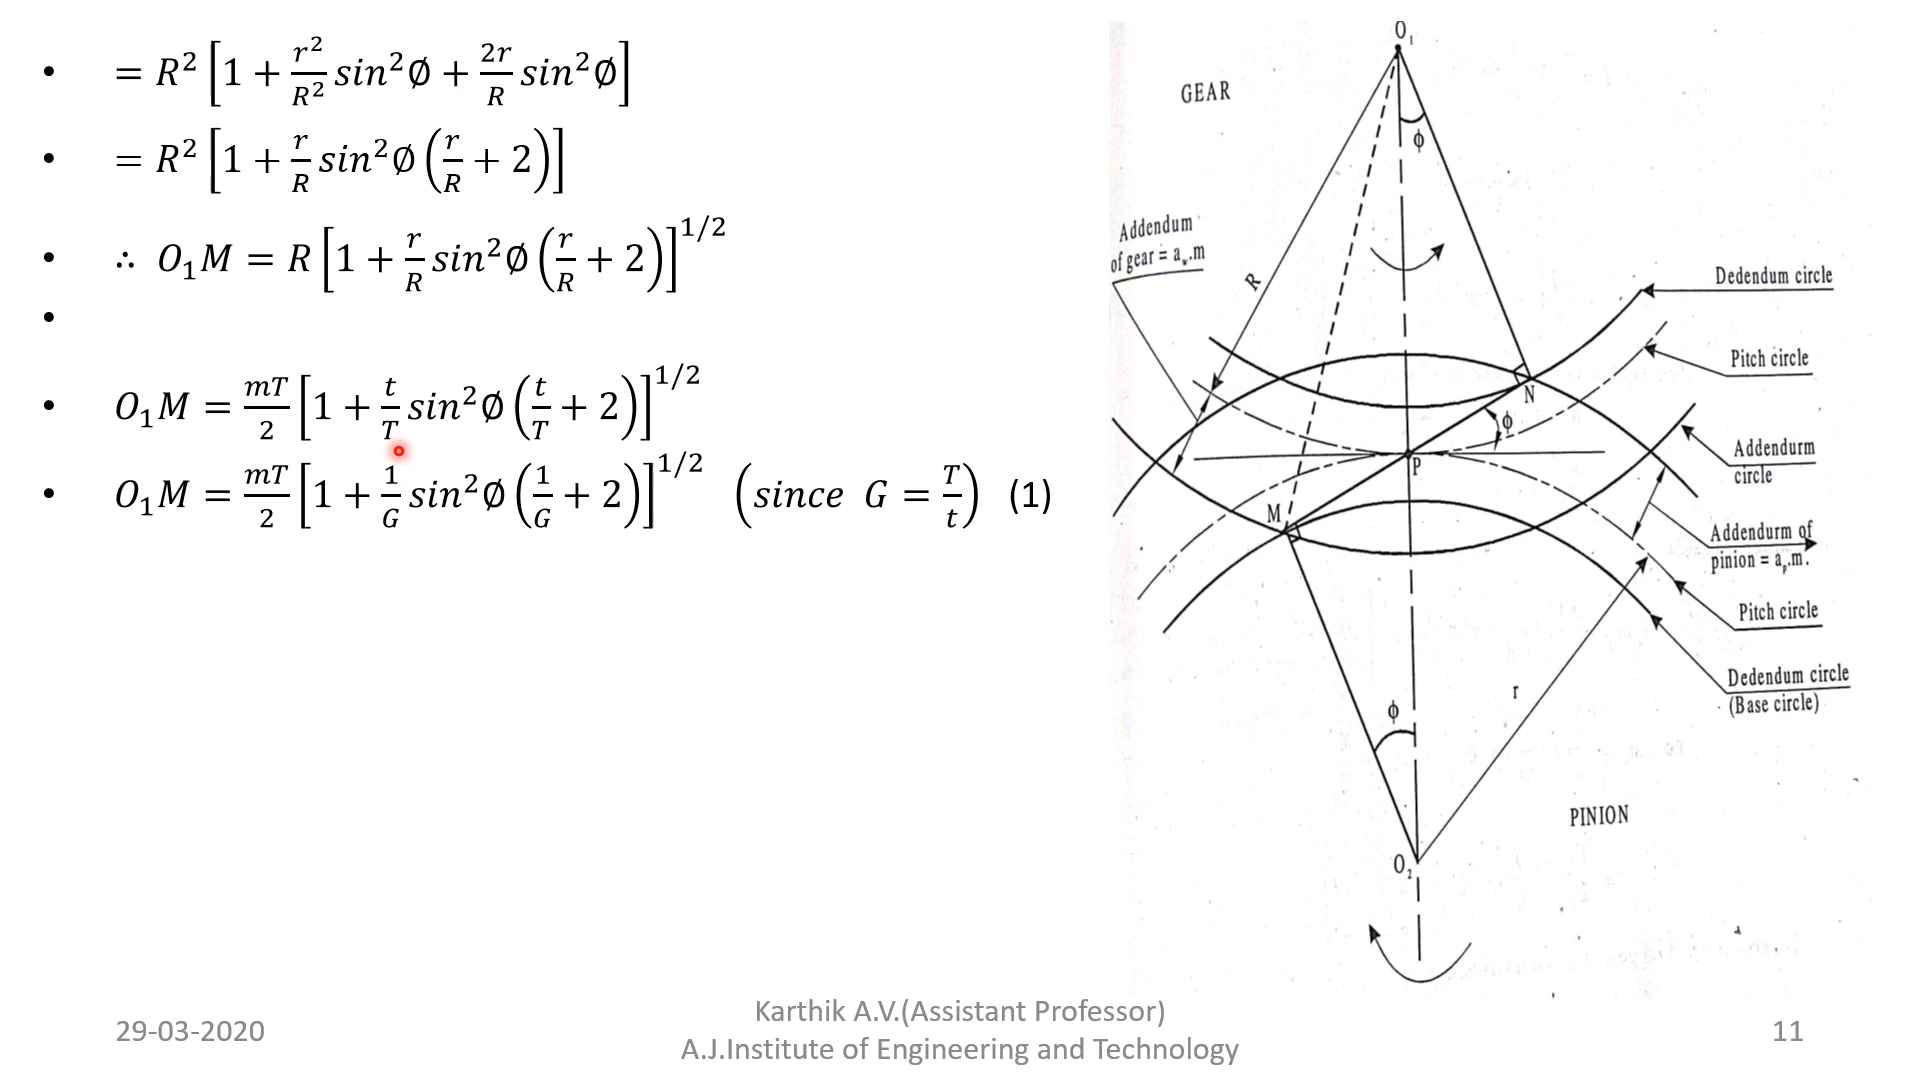 • = R² [1 + r²/R² sin²∅ + 2r/R sin²∅]
• = R² [1 + r/R sin²∅ (r/R + 2)]
• ∴ O₁M = R [1 + r/R sin²∅ (r/R + 2)]^1/2
•
• O₁M = mT/2 [1 + t/T sin²∅ (t/T + 2)]^1/2
• O₁M = mT/2 [1 + 1/G sin²∅ (1/G + 2)]^1/2 (since G = T/t) (1)
O₁
GEAR
ϕ
Addendum
of gear = a_w.m
R
Dedendum circle
Pitch circle
N
ϕ
P
Addendurm
circle
M
Addendurm of
pinion = a_p.m.
Pitch circle
Dedendum circle
(Base circle)
r
ϕ
PINION
O₂
29-03-2020
Karthik A.V.(Assistant Professor)
A.J.Institute of Engineering and Technology
11